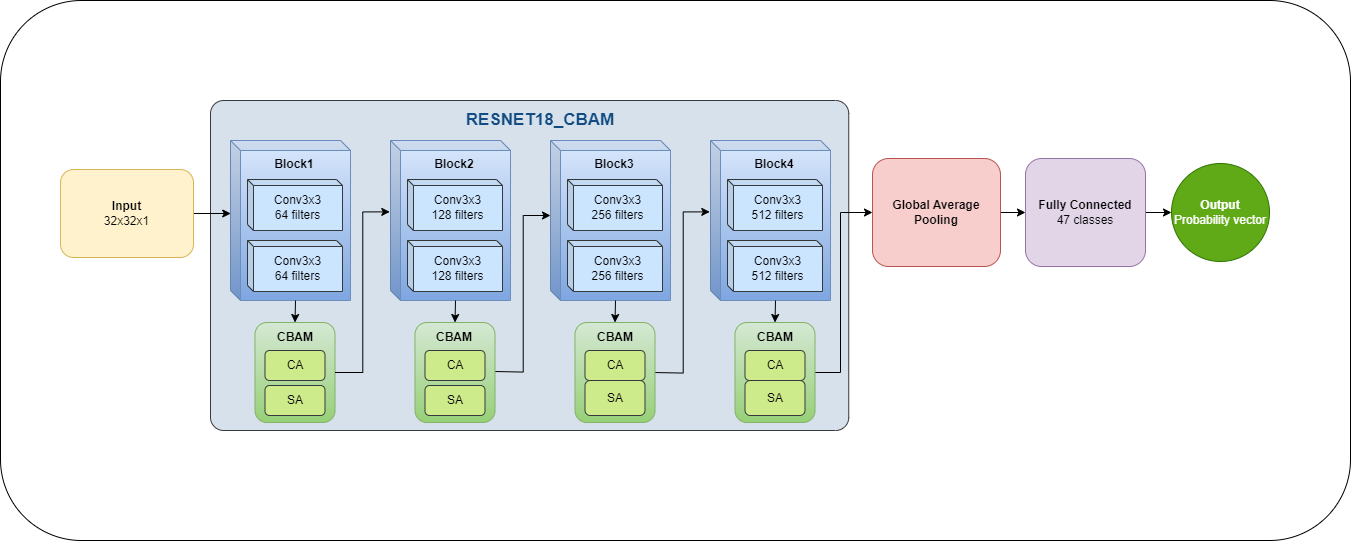 RESNET18_CBAM
Input
32x32x1
Block1
Conv3x3
64 filters
Conv3x3
64 filters
CBAM
CA
SA
Block2
Conv3x3
128 filters
Conv3x3
128 filters
CBAM
CA
SA
Block3
Conv3x3
256 filters
Conv3x3
256 filters
CBAM
CA
SA
Block4
Conv3x3
512 filters
Conv3x3
512 filters
CBAM
CA
SA
Global Average
Pooling
Fully Connected
47 classes
Output
Probability vector